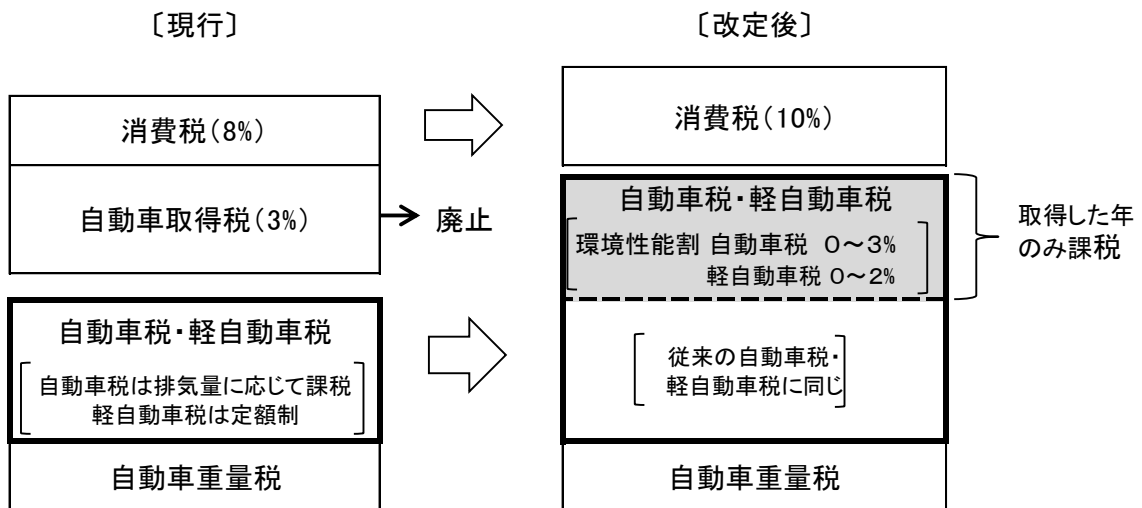 〔現行〕
消費税(8%)
自動車取得税(3%)
廃止
自動車税・軽自動車税
自動車税は排気量に応じて課税
軽自動車税は定額制
自動車重量税
〔改定後〕
消費税(10%)
自動車税・軽自動車税
環境性能割 自動車税 0~3%
軽自動車税 0~2%
取得した年
のみ課税
従来の自動車税・
軽自動車税に同じ
自動車重量税